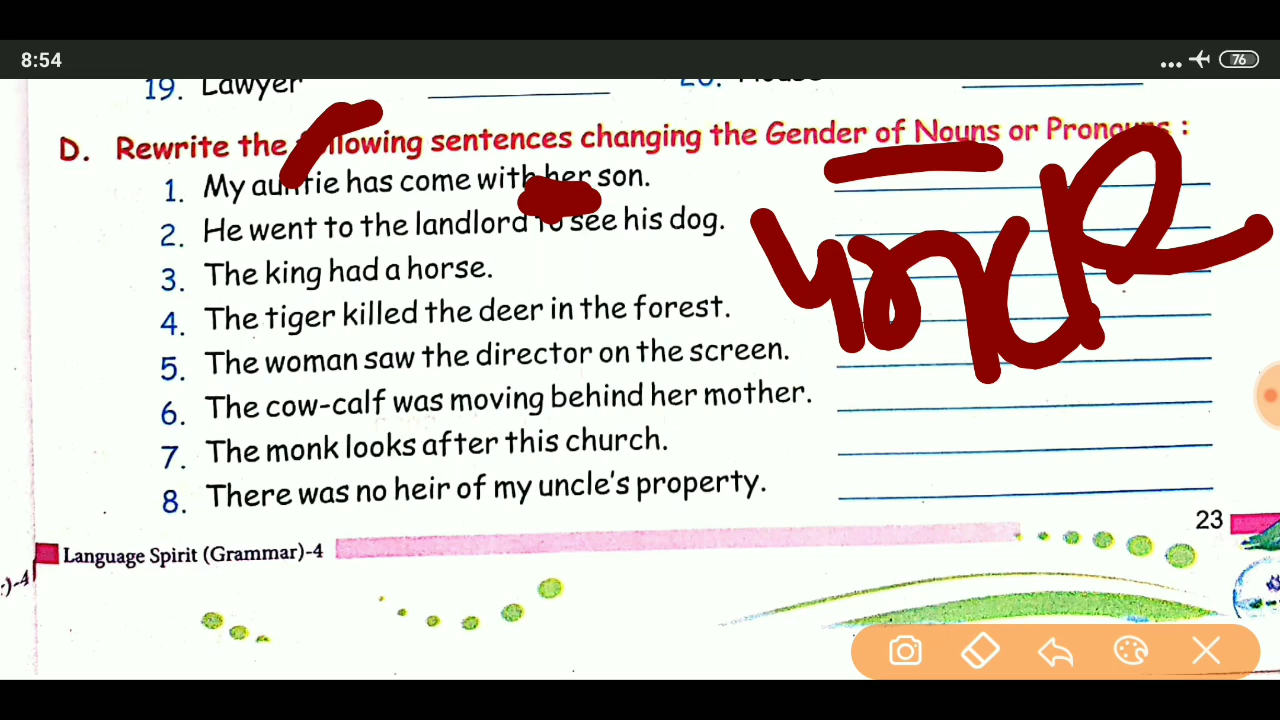 8:54
76
19. Lawyer
D. Rewrite the following sentences changing the Gender of Nouns or Pronouns :
1. My auntie has come with her son.
2. He went to the landlord to see his dog.
3. The king had a horse.
4. The tiger killed the deer in the forest.
5. The woman saw the director on the screen.
6. The cow-calf was moving behind her mother.
7. The monk looks after this church.
8. There was no heir of my uncle's property.
uncle
23
Language Spirit (Grammar)-4
:)-4